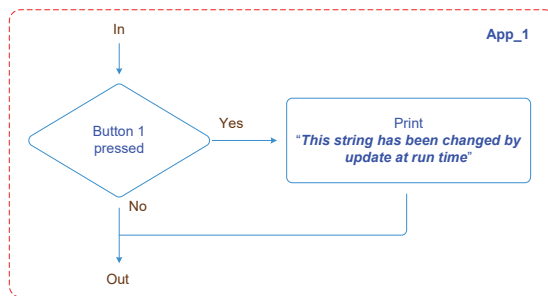 In
App_1
Button 1
pressed
Yes
Print
“This string has been changed by
update at run time”
No
Out